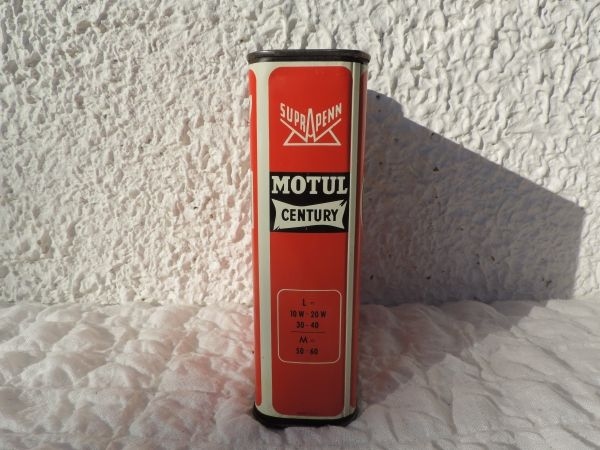 SUPRAPENN
MOTUL
CENTURY
L =
10 W - 20 W
30 - 40
M =
50 - 60